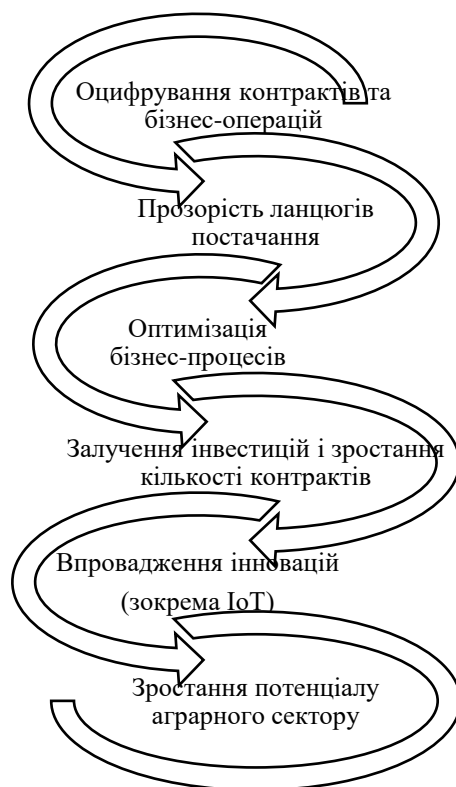 Оцифрування контрактів та
бізнес-операцій
Прозорість ланцюгів
постачання
Оптимізація
бізнес-процесів
Залучення інвестицій і зростання
кількості контрактів
Впровадження інновацій
(зокрема IoT)
Зростання потенціалу
аграрного сектору